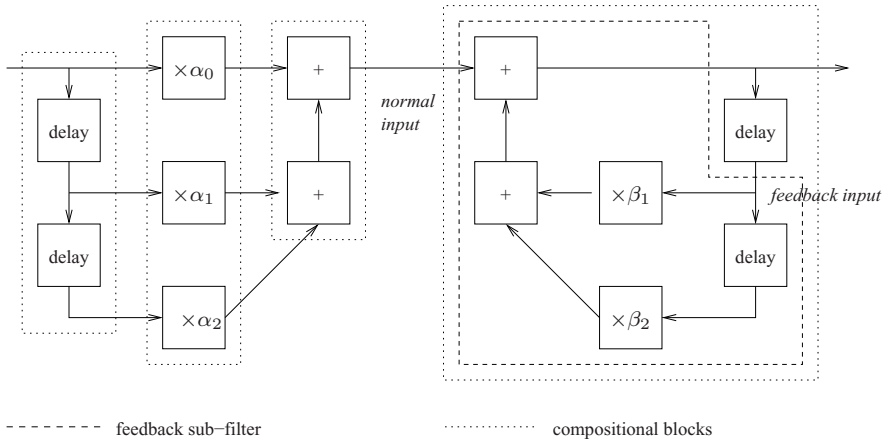 ×α₀
+
+
normal
input
delay
delay
×α₁
+
+
×β₁
feedback input
delay
delay
×α₂
×β₂
feedback sub−filter
compositional blocks